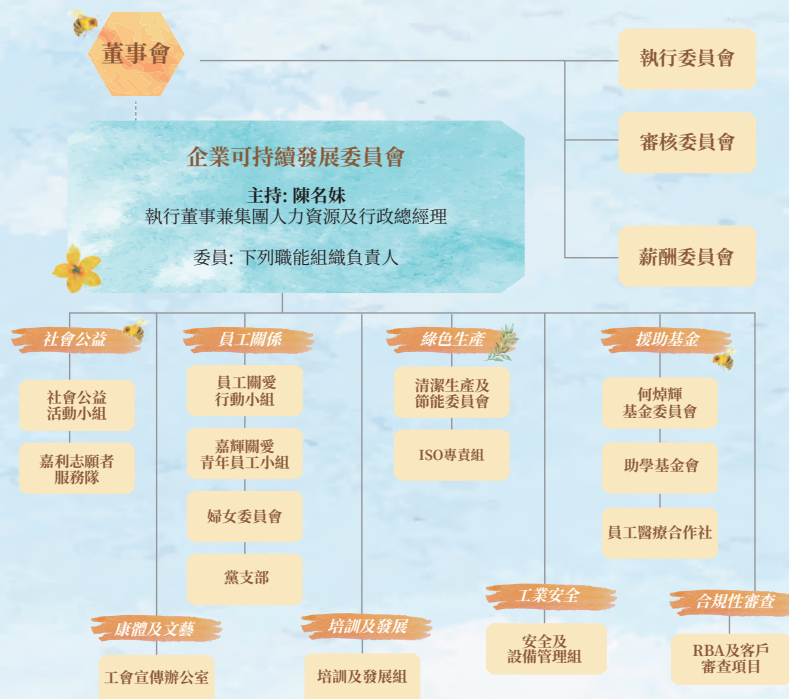 董事會
執行委員會
審核委員會
薪酬委員會
企業可持續發展委員會
主持: 陳名妹
執行董事兼集團人力資源及行政總經理
委員: 下列職能組織負責人
社會公益
社會公益
活動小組
嘉利志願者
服務隊
員工關係
員工關愛
行動小組
嘉輝關愛
青年員工小組
婦女委員會
黨支部
綠色生產
清潔生產及
節能委員會
ISO專責組
援助基金
何焯輝
基金委員會
助學基金會
員工醫療合作社
康體及文藝
工會宣傳辦公室
培訓及發展
培訓及發展組
工業安全
安全及
設備管理組
合規性審查
RBA及客戶
審查項目